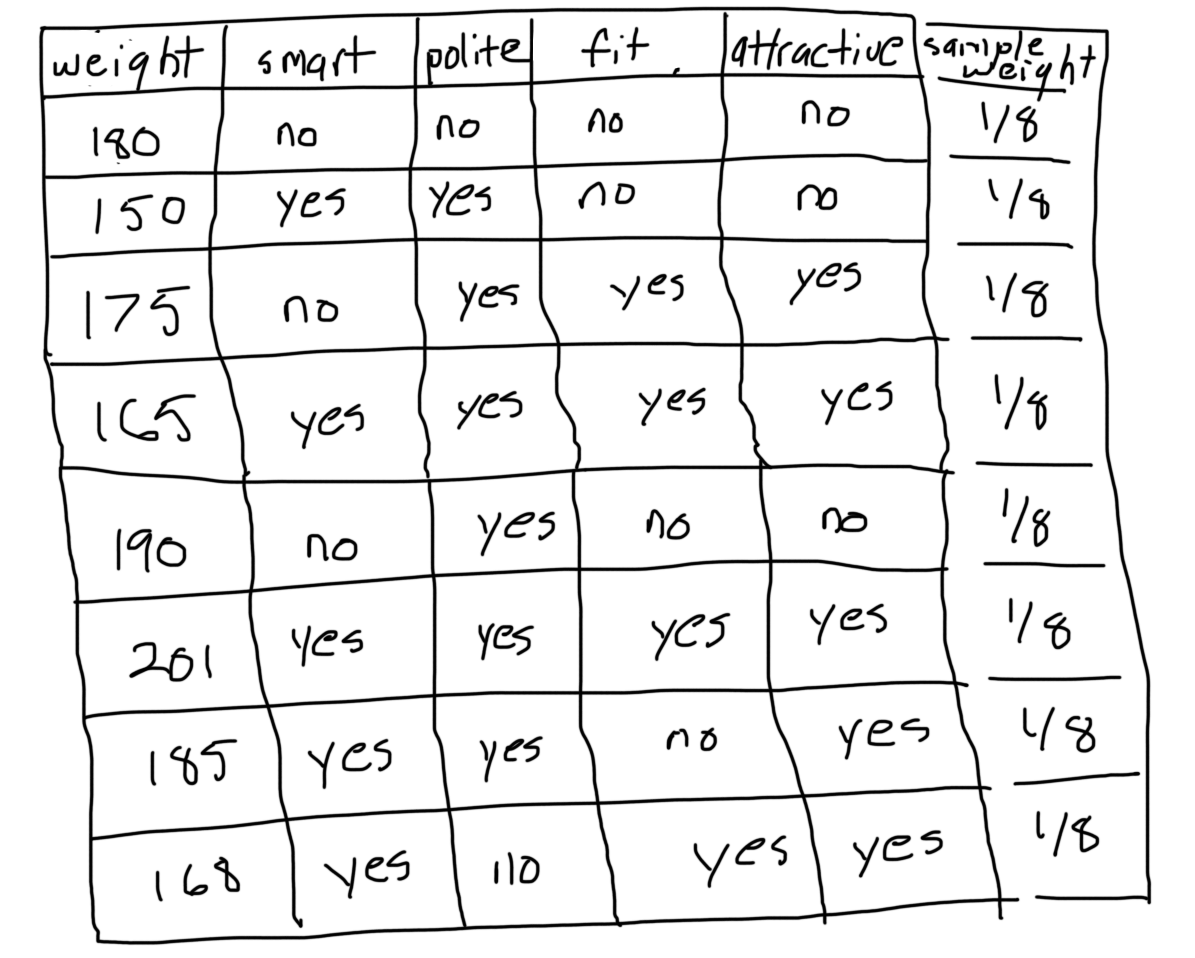 weight smart polite fit. attractive sample weight
180 no no no no 1/8
150 yes yes no no 1/8
175 no yes yes yes 1/8
165 yes yes yes yes 1/8
190 no yes no no 1/8
201 yes yes yes yes 1/8
185 yes yes no yes 1/8
168 yes no yes yes 1/8